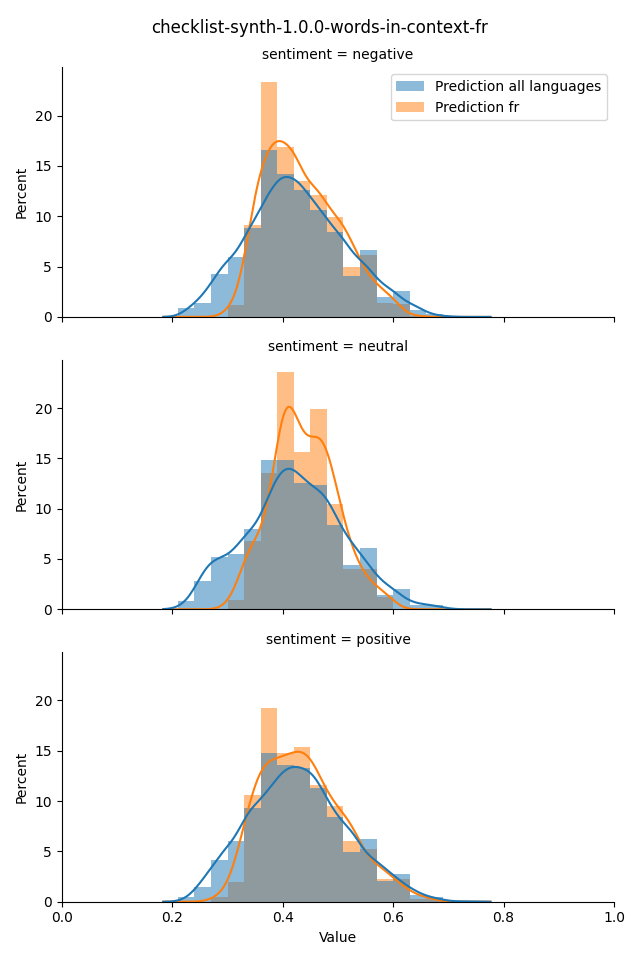 checklist-synth-1.0.0-words-in-context-fr
sentiment = negative
Prediction all languages
Prediction fr
Percent
20
15
10
5
0
sentiment = neutral
Percent
20
15
10
5
0
sentiment = positive
Percent
20
15
10
5
0
0.0 0.2 0.4 0.6 0.8 1.0
Value